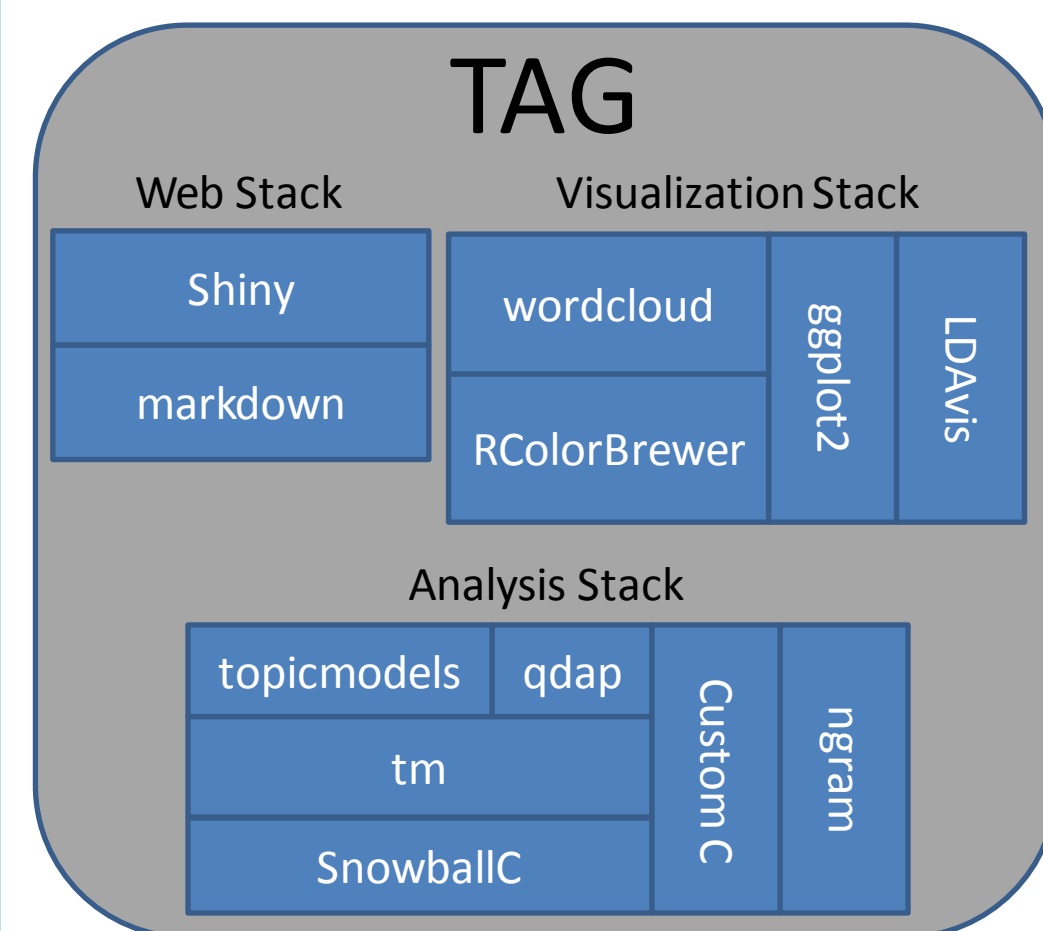 TAG
Web Stack
Shiny
markdown
Visualization Stack
wordcloud
RColorBrewer
ggplot2
LDAvis
Analysis Stack
topicmodels
qdap
tm
SnowballC
Custom C
ngram